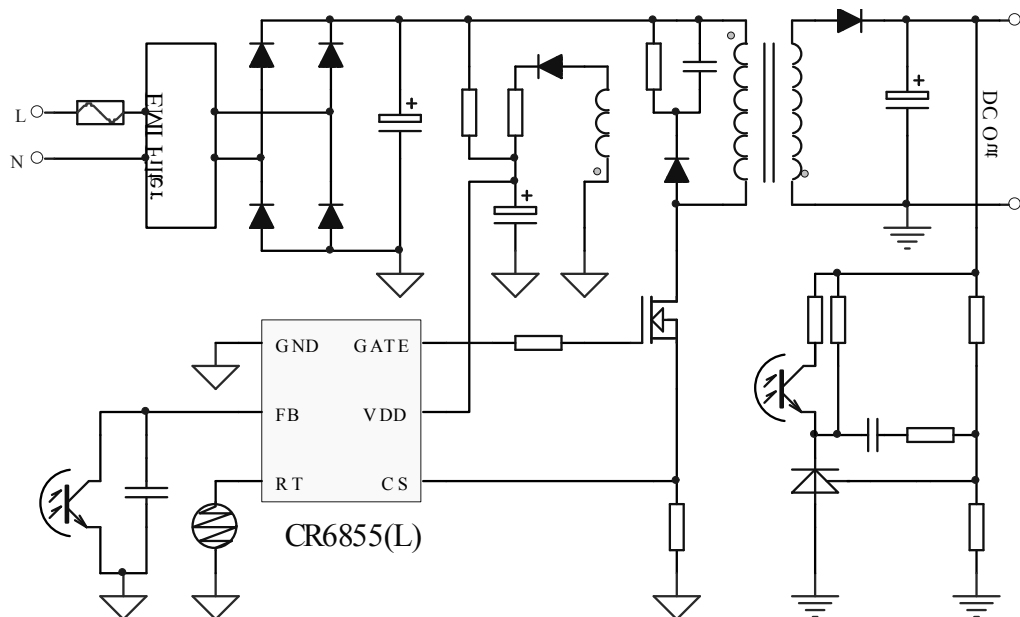 L
N
EMI Filter
DC Out
GND
GATE
FB
VDD
RT
CS
CR6855(L)
+
+
+